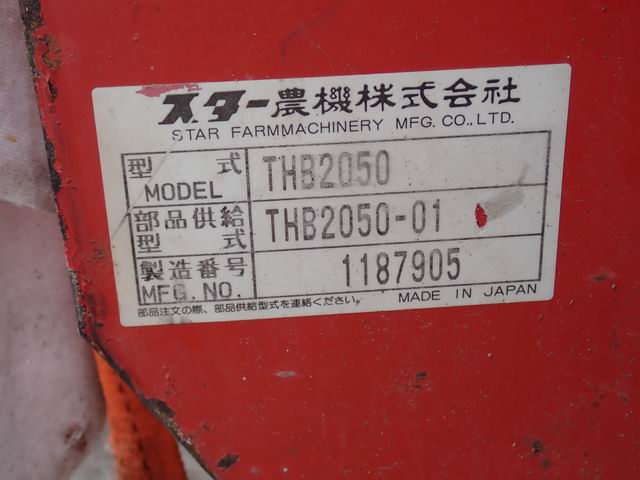 スター農機株式会社
STAR FARMMACHINERY MFG. CO., LTD.
型 式 THB2050
MODEL
部品供給 THB2050-01
型 式
製造番号 1187905
MFG. NO.
部品注文の際、部品供給型式を連絡ください。 MADE IN JAPAN